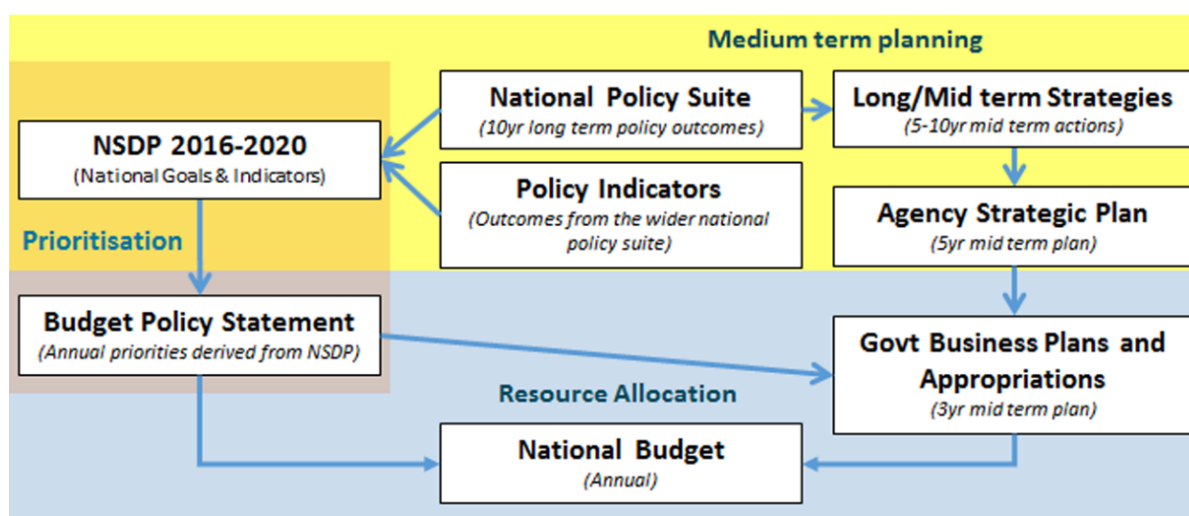 Medium term planning
National Policy Suite
(10yr long term policy outcomes)
Long/Mid term Strategies
(5-10yr mid term actions)
NSDP 2016-2020
(National Goals & Indicators)
Policy Indicators
(Outcomes from the wider national
policy suite)
Agency Strategic Plan
(5yr mid term plan)
Prioritisation
Budget Policy Statement
(Annual priorities derived from NSDP)
Govt Business Plans and
Appropriations
(3yr mid term plan)
Resource Allocation
National Budget
(Annual)